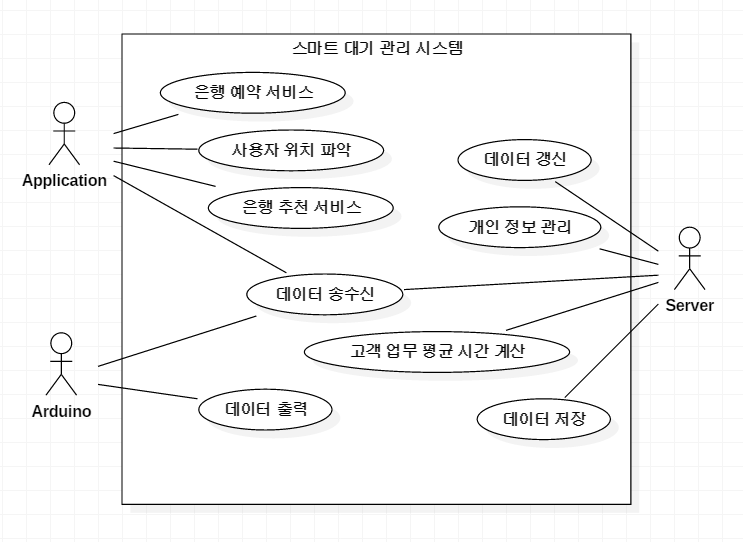 스마트 대기 관리 시스템
은행 예약 서비스
사용자 위치 파악
데이터 갱신
Application
은행 추천 서비스
개인 정보 관리
데이터 송수신
Server
고객 업무 평균 시간 계산
Arduino
데이터 출력
데이터 저장